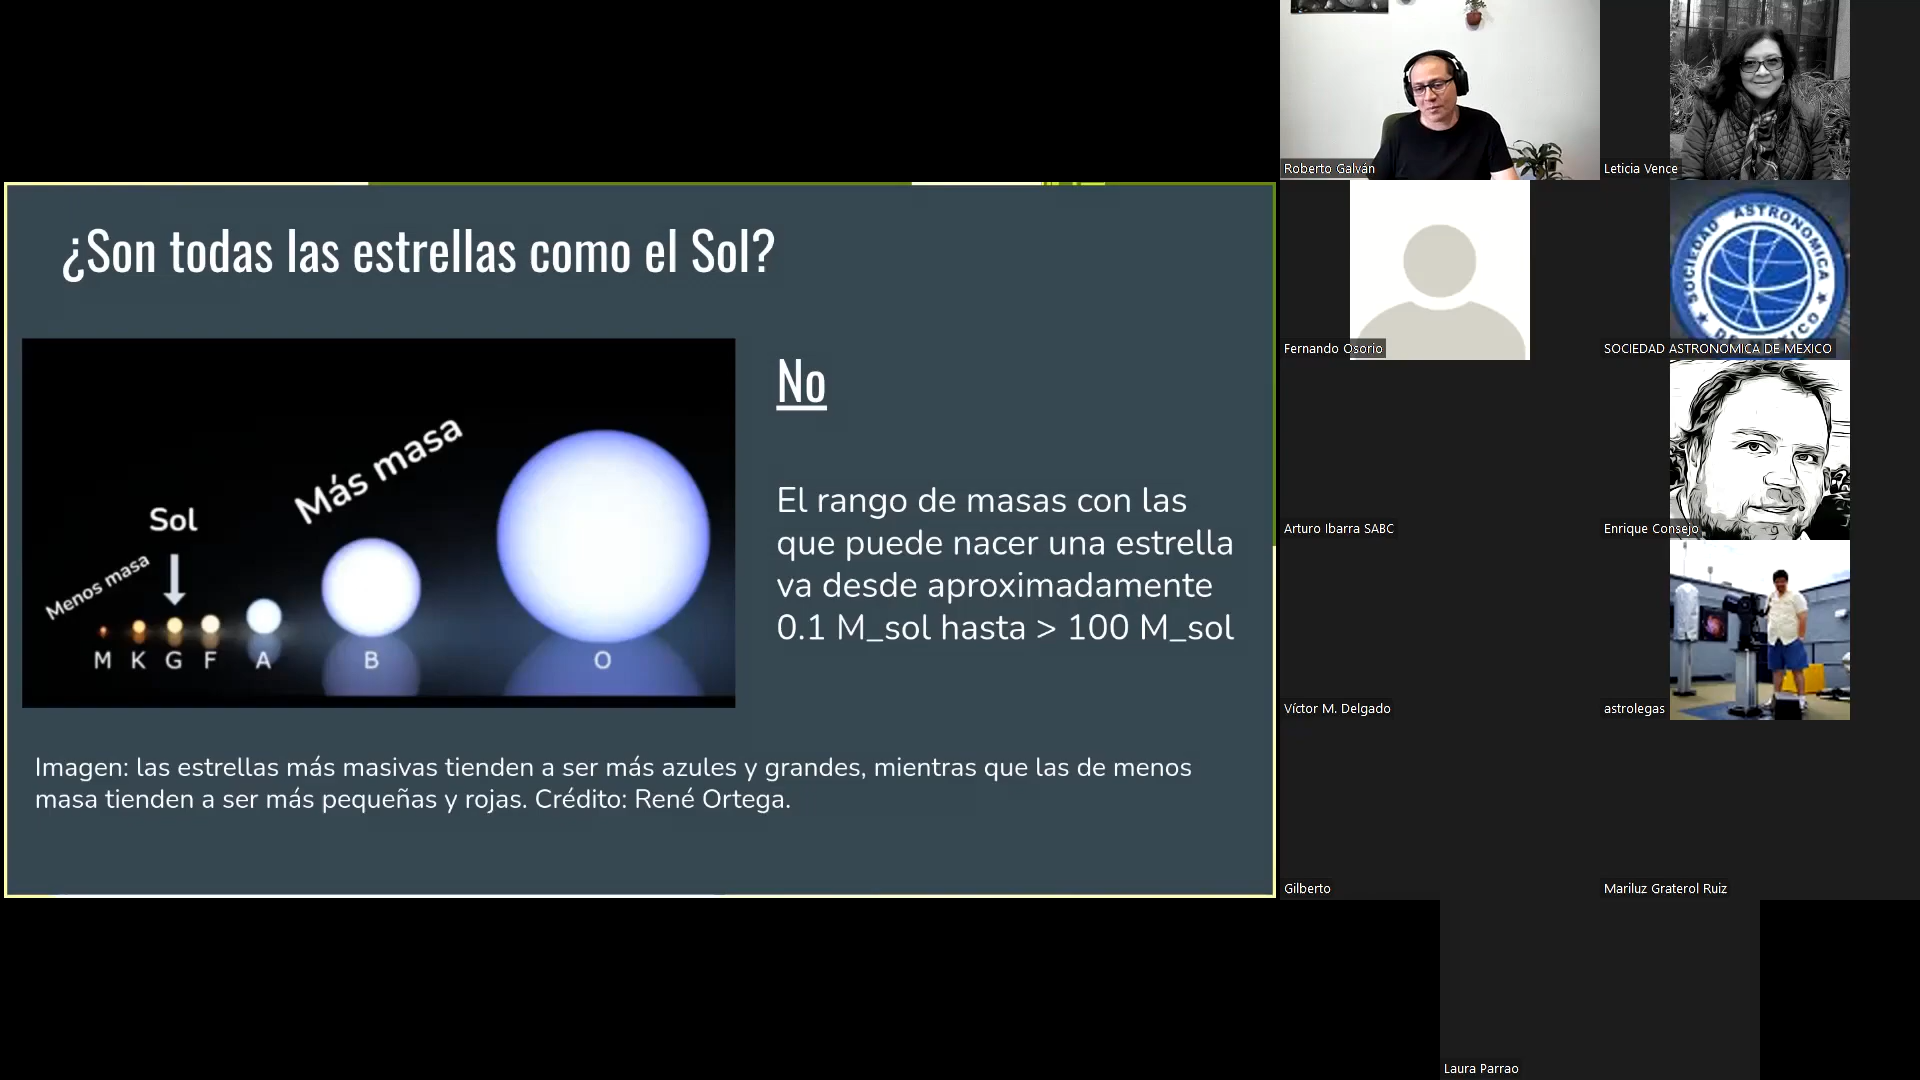 ¿Son todas las estrellas como el Sol?
Más masa
Sol
Menos masa
M K G F A B O
No
El rango de masas con las
que puede nacer una estrella
va desde aproximadamente
0.1 M_sol hasta > 100 M_sol
Imagen: las estrellas más masivas tienden a ser más azules y grandes, mientras que las de menos
masa tienden a ser más pequeñas y rojas. Crédito: René Ortega.
Roberto Galván
Leticia Vence
Fernando Osorio
SOCIEDAD ASTRONOMICA
DE MEXICO
SOCIEDAD ASTRONOMICA DE MEXICO
Arturo Ibarra SABC
Enrique Consejo
Víctor M. Delgado
astrolegas
Gilberto
Mariluz Graterol Ruiz
Laura Parrao